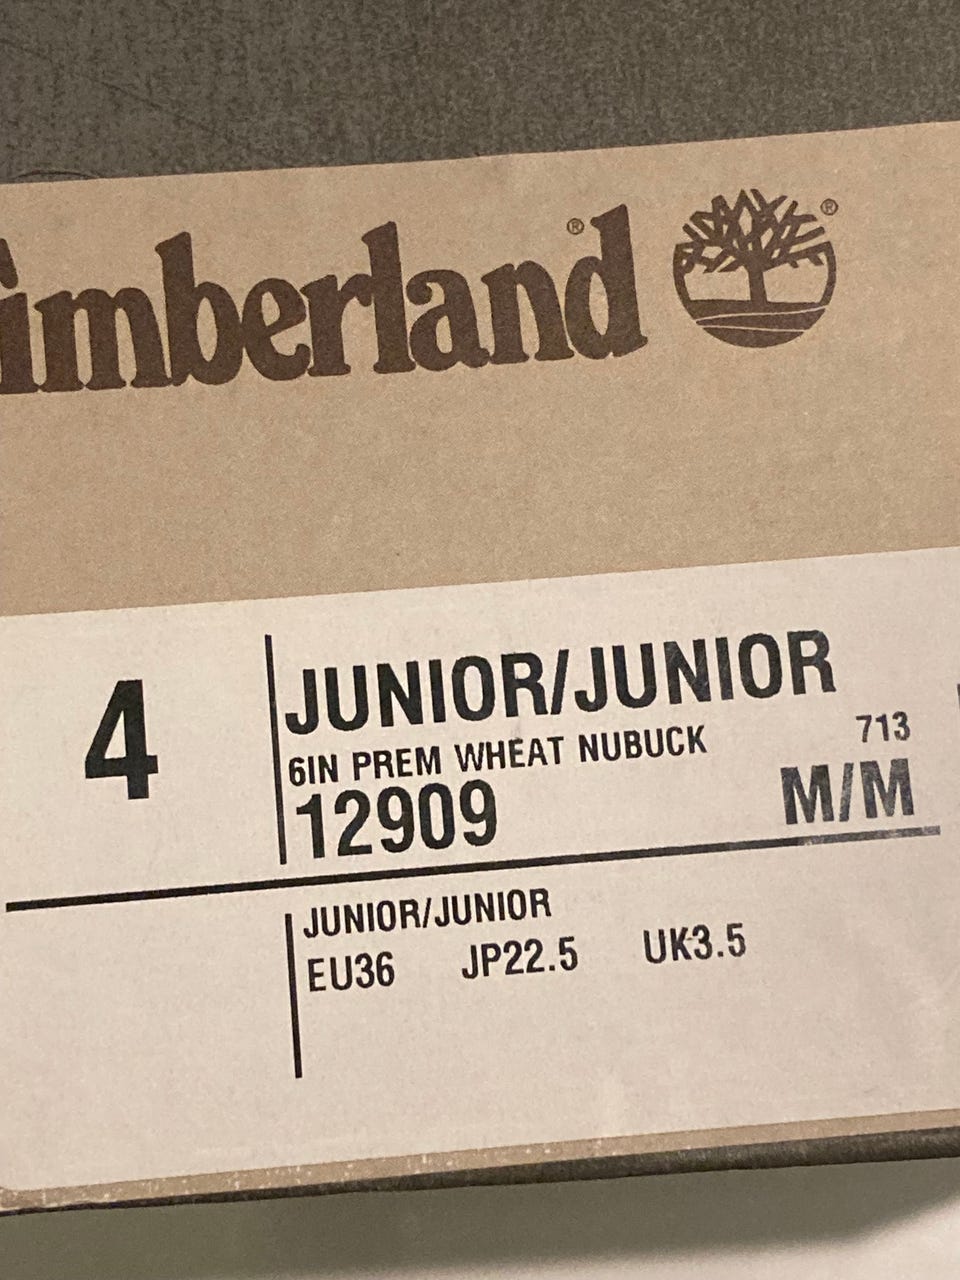 imberland® ®
4
JUNIOR/JUNIOR
6IN PREM WHEAT NUBUCK 713
12909 M/M
JUNIOR/JUNIOR
EU36 JP22.5 UK3.5